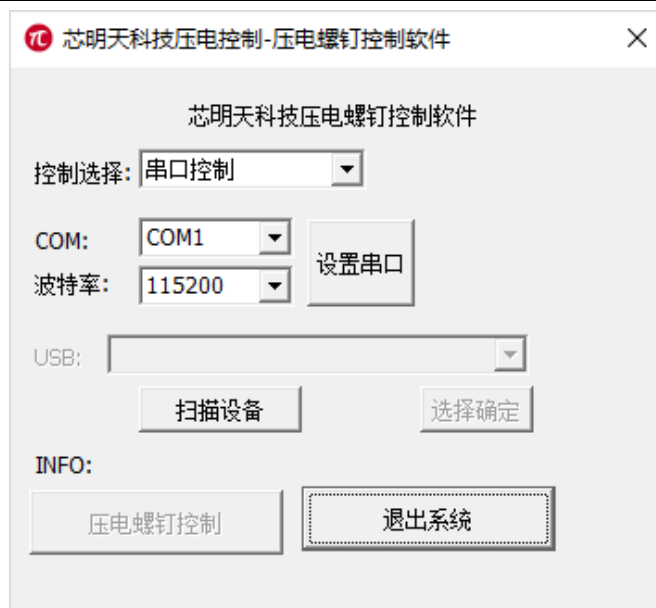 芯明天科技压电控制-压电螺钉控制软件
芯明天科技压电螺钉控制软件
控制选择: 串口控制
COM: COM1
设置串口
波特率: 115200
USB:
扫描设备 选择确定
INFO:
压电螺钉控制 退出系统